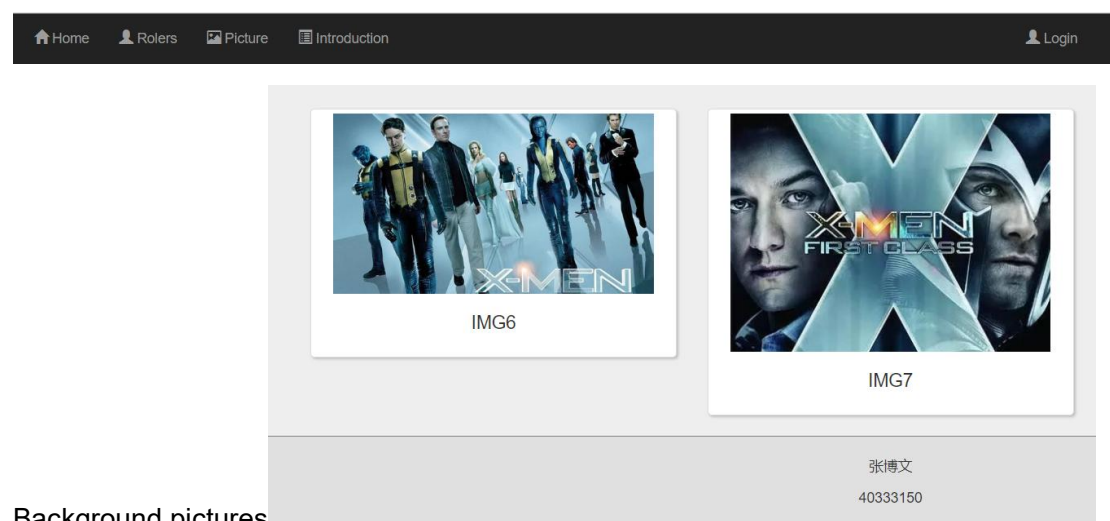 Home Rolers Picture Introduction Login
X-MEN
IMG6
X-MEN
FIRST CLASS
IMG7
张博文
40333150
Background pictures